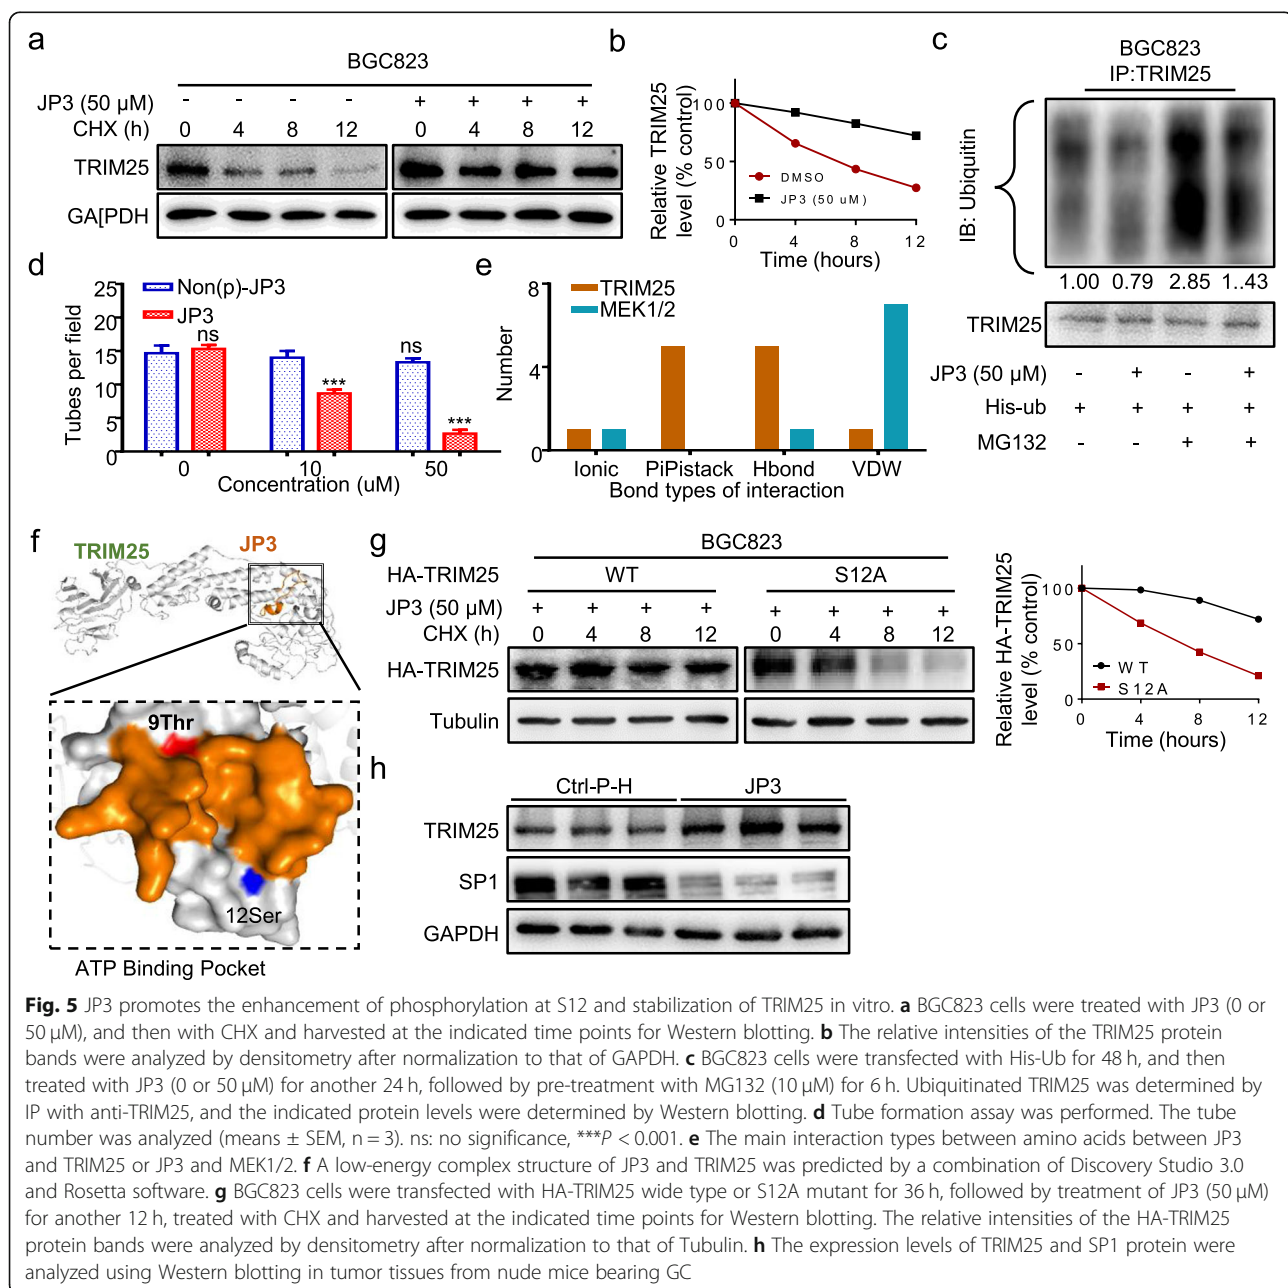 a
BGC823
JP3 (50 µM) - - - - + + + +
CHX (h) 0 4 8 12 0 4 8 12
TRIM25
GA[PDH
b
Relative TRIM25
level (% control)
100
50
0
DMSO
JP3 (50 uM)
0 4 8 12
Time (hours)
c
BGC823
IP:TRIM25
IB: Ubiquitin
1.00 0.79 2.85 1..43
TRIM25
JP3 (50 µM) - + - +
His-ub + + + +
MG132 - - + +
d
Tubes per field
25
20
15
10
5
0
Non(p)-JP3
JP3
ns
***
ns
***
0 10 50
Concentration (uM)
e
Number
8
4
0
TRIM25
MEK1/2
Ionic PiPistack Hbond VDW
Bond types of interaction
f
TRIM25
JP3
9Thr
12Ser
ATP Binding Pocket
g
BGC823
HA-TRIM25 WT S12A
JP3 (50 µM) + + + + + + + +
CHX (h) 0 4 8 12 0 4 8 12
HA-TRIM25
Tubulin
Relative HA-TRIM25
level (% control)
100
50
0
WT
S12A
0 4 8 12
Time (hours)
h
Ctrl-P-H JP3
TRIM25
SP1
GAPDH
Fig. 5 JP3 promotes the enhancement of phosphorylation at S12 and stabilization of TRIM25 in vitro. a BGC823 cells were treated with JP3 (0 or
50 µM), and then with CHX and harvested at the indicated time points for Western blotting. b The relative intensities of the TRIM25 protein
bands were analyzed by densitometry after normalization to that of GAPDH. c BGC823 cells were transfected with His-Ub for 48 h, and then
treated with JP3 (0 or 50 µM) for another 24 h, followed by pre-treatment with MG132 (10 µM) for 6 h. Ubiquitinated TRIM25 was determined by
IP with anti-TRIM25, and the indicated protein levels were determined by Western blotting. d Tube formation assay was performed. The tube
number was analyzed (means ± SEM, n = 3). ns: no significance, ***P < 0.001. e The main interaction types between amino acids between JP3
and TRIM25 or JP3 and MEK1/2. f A low-energy complex structure of JP3 and TRIM25 was predicted by a combination of Discovery Studio 3.0
and Rosetta software. g BGC823 cells were transfected with HA-TRIM25 wide type or S12A mutant for 36 h, followed by treatment of JP3 (50 µM)
for another 12 h, treated with CHX and harvested at the indicated time points for Western blotting. The relative intensities of the HA-TRIM25
protein bands were analyzed by densitometry after normalization to that of Tubulin. h The expression levels of TRIM25 and SP1 protein were
analyzed using Western blotting in tumor tissues from nude mice bearing GC